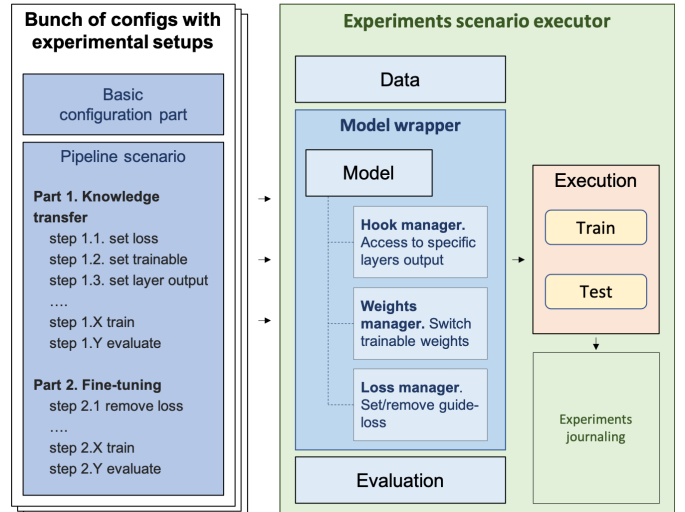 Bunch of configs with
experimental setups
Basic
configuration part
Pipeline scenario
Part 1. Knowledge
transfer
step 1.1. set loss
step 1.2. set trainable
step 1.3. set layer output
….
step 1.X train
step 1.Y evaluate
Part 2. Fine-tuning
step 2.1 remove loss
….
step 2.X train
step 2.Y evaluate
Experiments scenario executor
Data
Model wrapper
Model
Hook manager.
Access to specific
layers output
Weights
manager. Switch
trainable weights
Loss manager.
Set/remove guide-
loss
Evaluation
Execution
Train
Test
Experiments
journaling